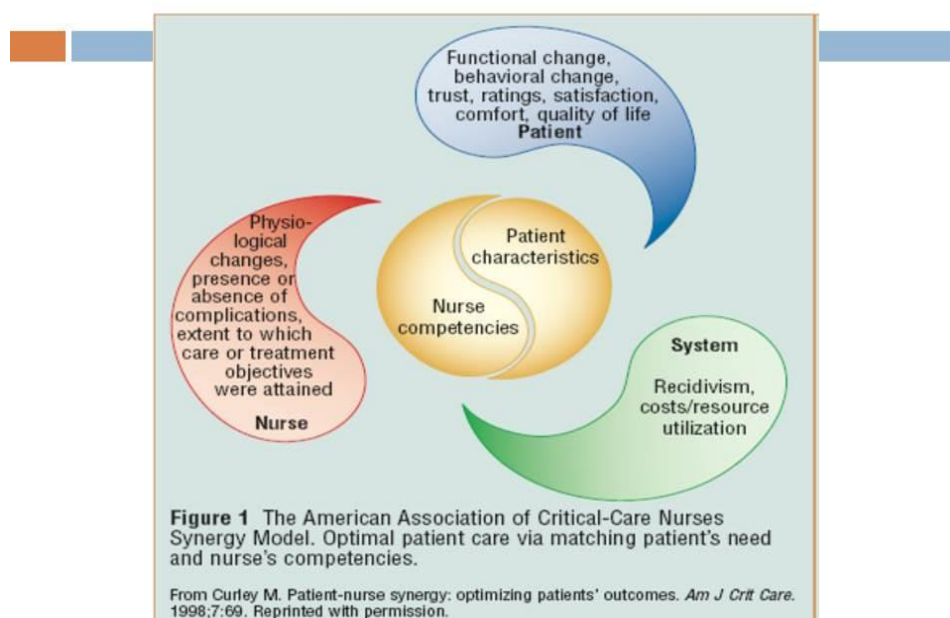 Functional change,
behavioral change,
trust, ratings, satisfaction,
comfort, quality of life
Patient
Physio-
logical
changes,
presence or
absence of
complications,
extent to which
care or treatment
objectives
were attained
Nurse
Patient
characteristics
Nurse
competencies
System
Recidivism,
costs/resource
utilization
Figure 1 The American Association of Critical-Care Nurses
Synergy Model. Optimal patient care via matching patient's need
and nurse's competencies.
From Curley M. Patient-nurse synergy: optimizing patients' outcomes. Am J Crit Care.
1998;7:69. Reprinted with permission.